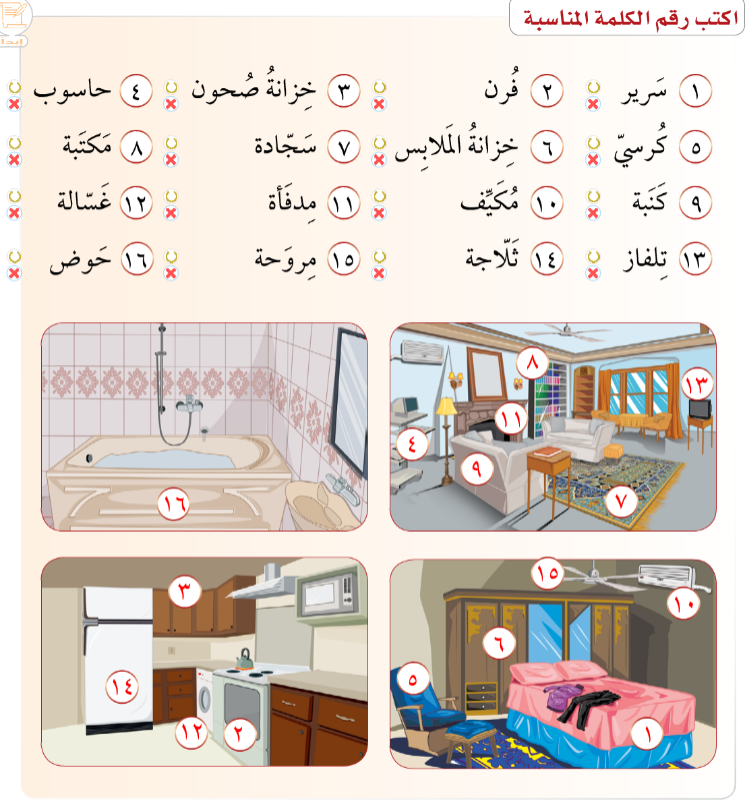 اكتب رقم الكلمة المناسبة
ابدأ
١ سَرير ٢ فُرن ٣ خِزانةُ صُحون ٤ حاسوب
٥ كُرسيّ ٦ خِزانةُ المَلابِس ٧ سَجّادة ٨ مَكتَبة
٩ كَنَبة ١٠ مُكَيِّف ١١ مِدفَأة ١٢ غَسّالة
١٣ تِلفاز ١٤ ثَلّاجة ١٥ مِروَحة ١٦ حَوض
٨
١٣
١١
٤
٩
٧
١٦
١٥
١٠
٦
٥
١
٣
١٤
١٢
٢